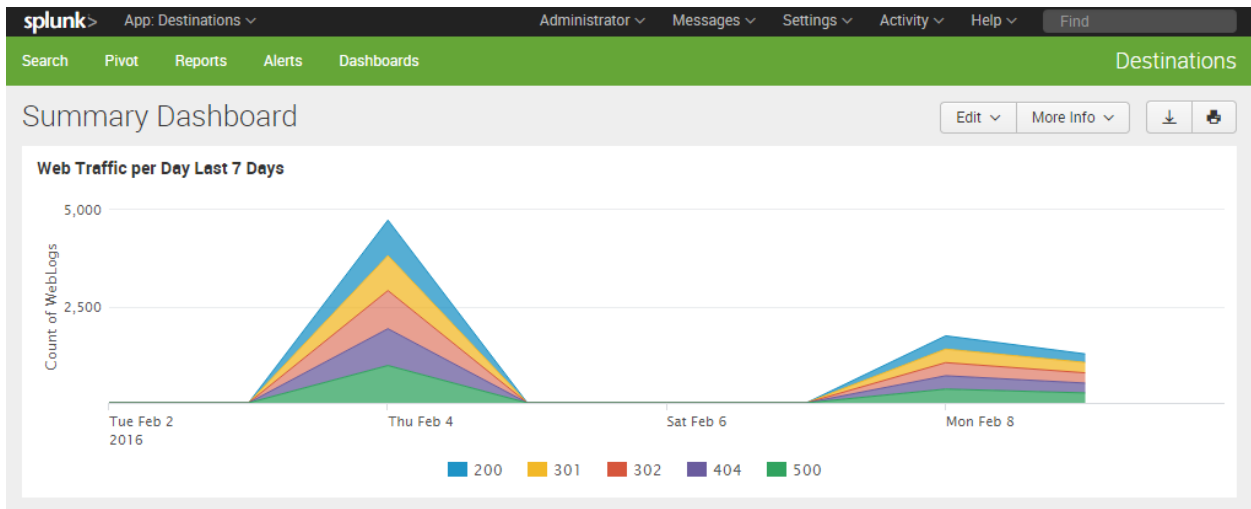 splunk> App: Destinations Administrator Messages Settings Activity Help Find
Search Pivot Reports Alerts Dashboards Destinations
Summary Dashboard Edit More Info
Web Traffic per Day Last 7 Days
5,000
2,500
Count of WebLogs
Tue Feb 2 Thu Feb 4 Sat Feb 6 Mon Feb 8
2016
200 301 302 404 500